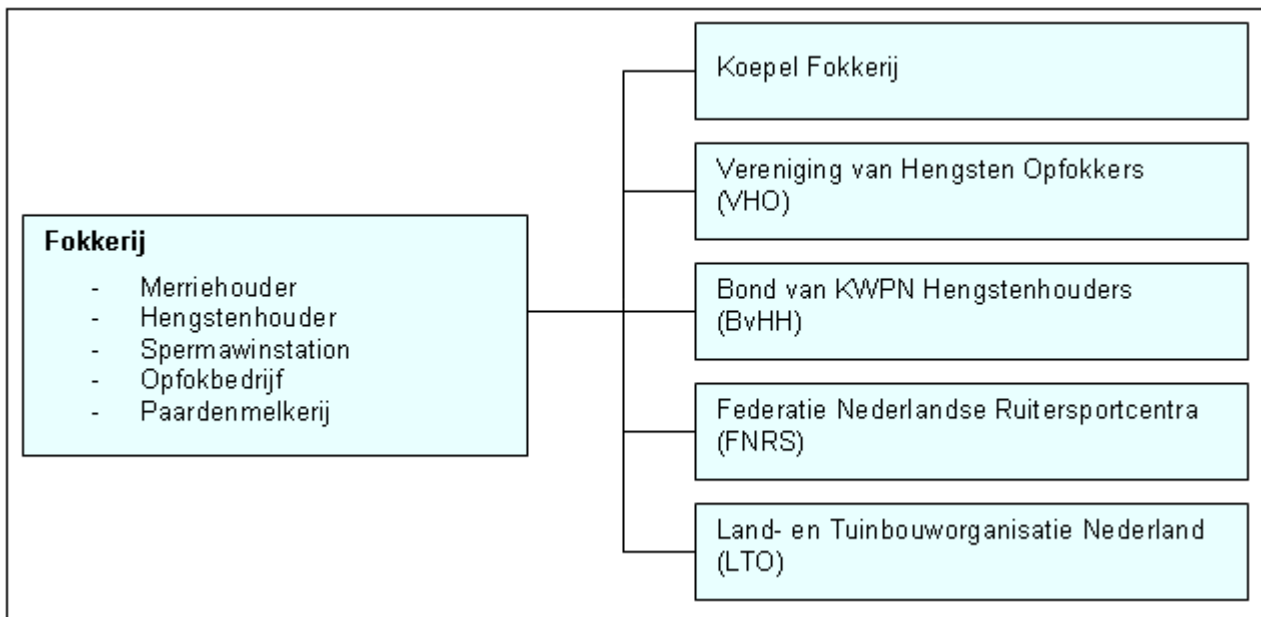 Fokkerij
- Merriehouder
- Hengstenhouder
- Spermawinstation
- Opfokbedrijf
- Paardenmelkerij
Koepel Fokkerij
Vereniging van Hengsten Opfokkers
(VHO)
Bond van KWPN Hengstenhouders
(BvHH)
Federatie Nederlandse Ruitersportcentra
(FNRS)
Land- en Tuinbouworganisatie Nederland
(LTO)